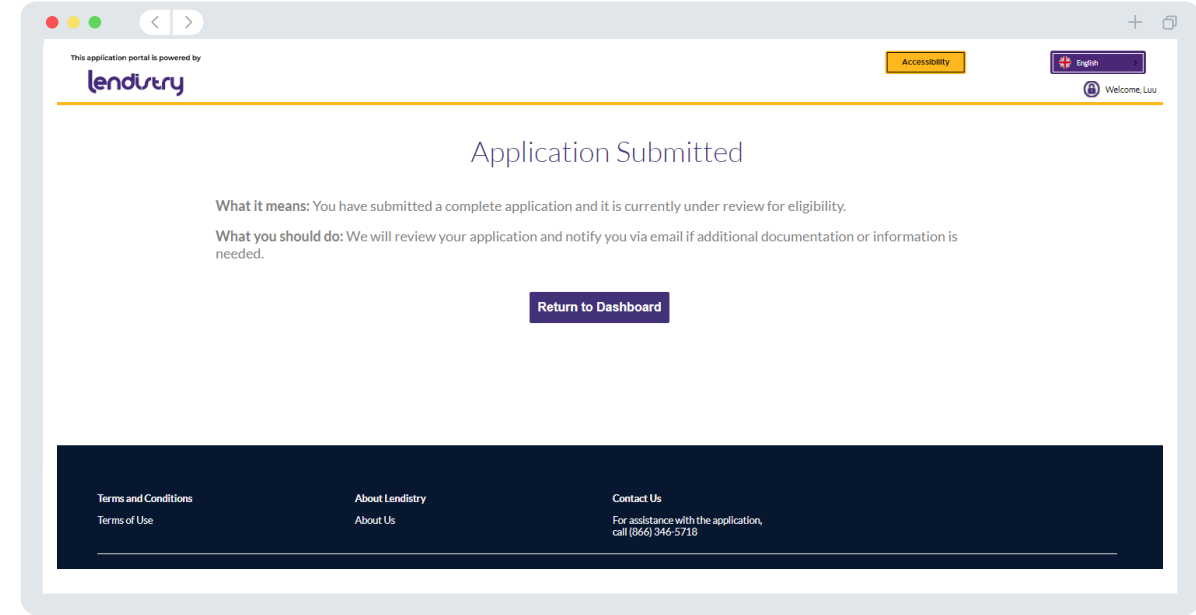 This application portal is powered by
lendistry
Accessibility
English
Welcome, Luu
Application Submitted
What it means: You have submitted a complete application and it is currently under review for eligibility.
What you should do: We will review your application and notify you via email if additional documentation or information is
needed.
Return to Dashboard
Terms and Conditions
Terms of Use
About Lendistry
About Us
Contact Us
For assistance with the application,
call (866) 346-5718